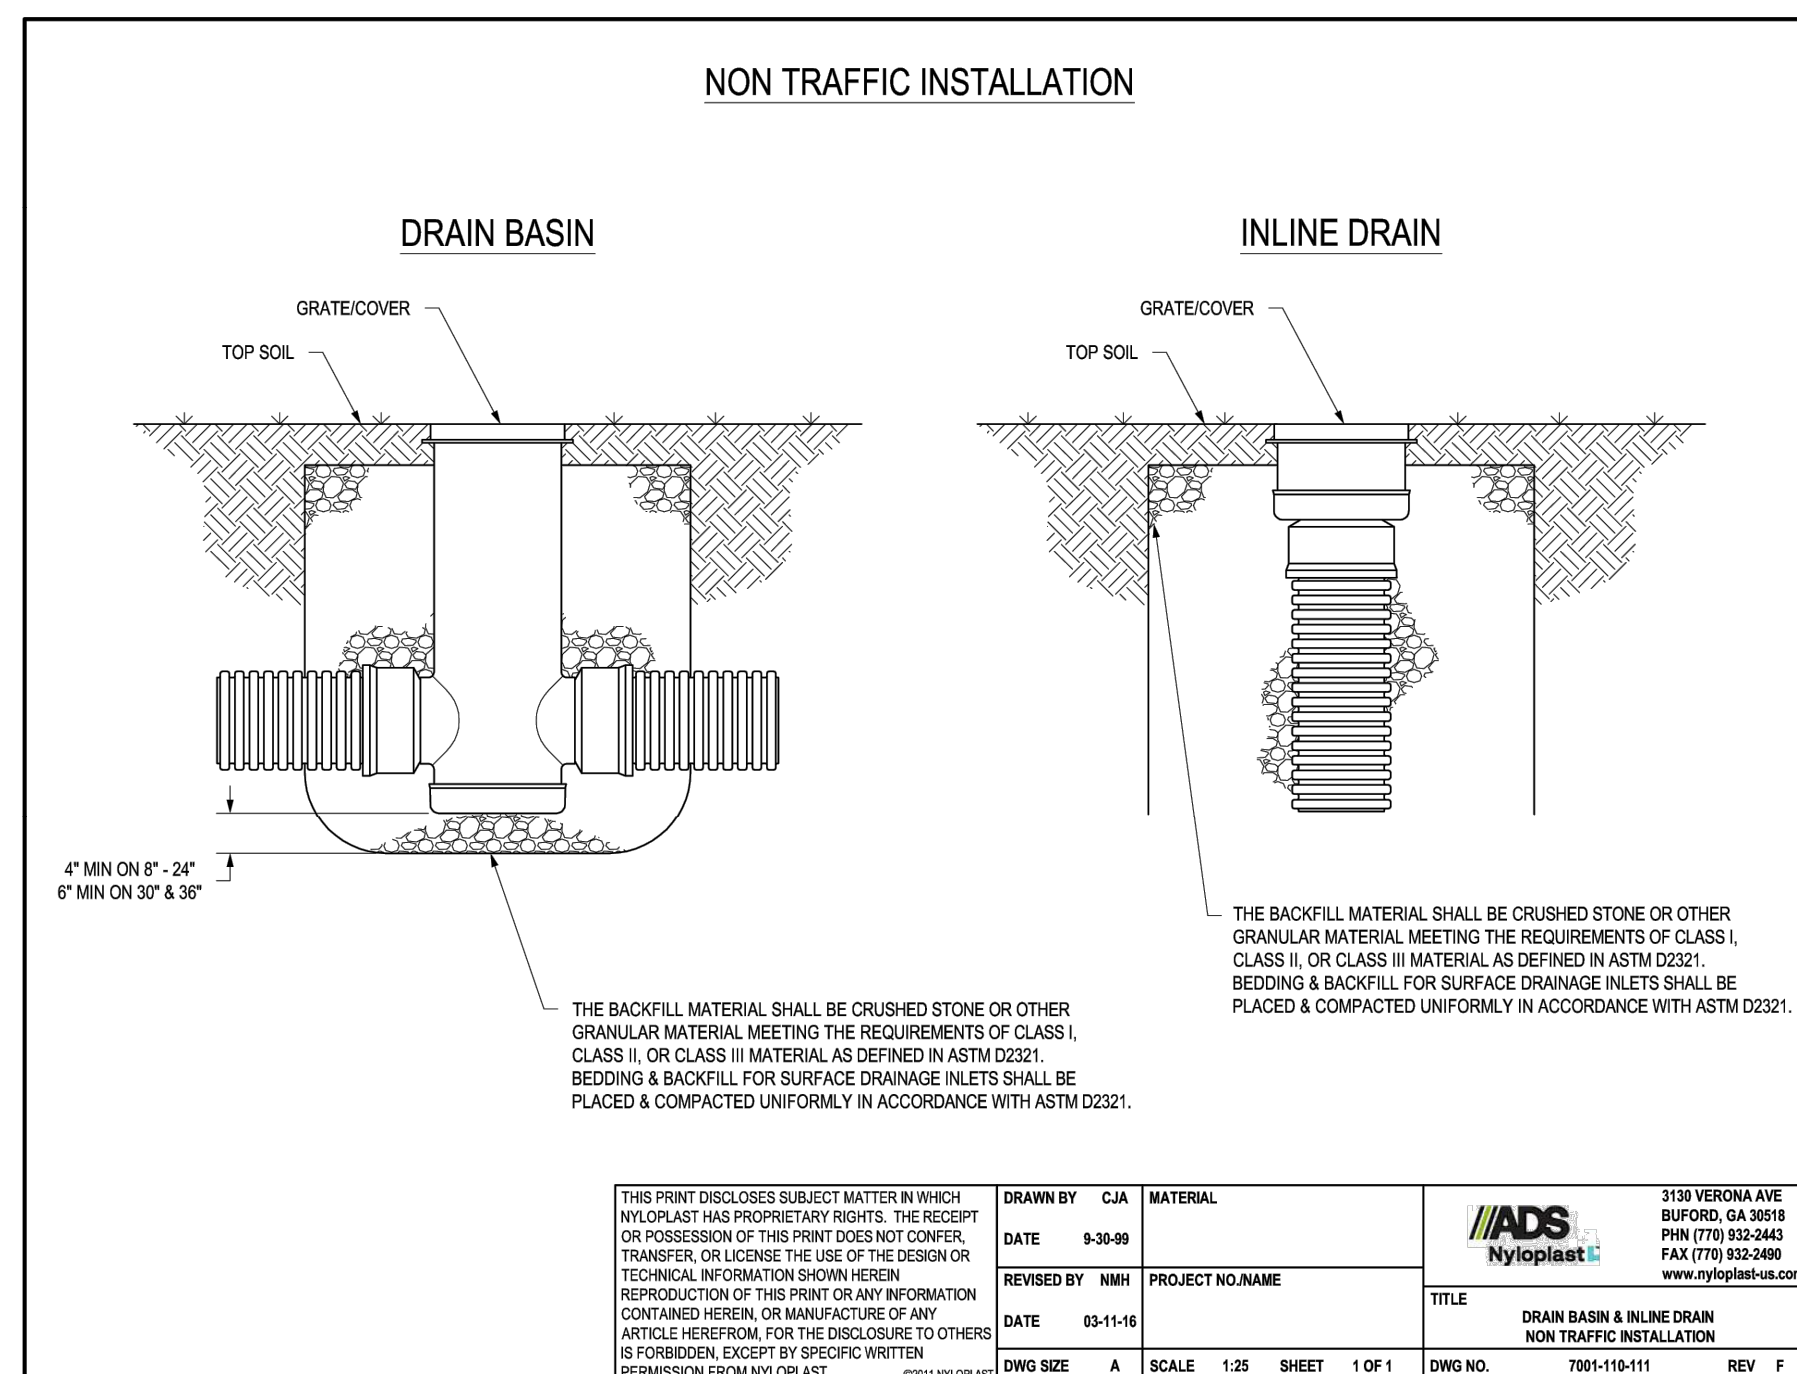 NON TRAFFIC INSTALLATION
DRAIN BASIN
GRATE/COVER
TOP SOIL
4" MIN ON 8" - 24"
6" MIN ON 30" & 36"
THE BACKFILL MATERIAL SHALL BE CRUSHED STONE OR OTHER
GRANULAR MATERIAL MEETING THE REQUIREMENTS OF CLASS I,
CLASS II, OR CLASS III MATERIAL AS DEFINED IN ASTM D2321.
BEDDING & BACKFILL FOR SURFACE DRAINAGE INLETS SHALL BE
PLACED & COMPACTED UNIFORMLY IN ACCORDANCE WITH ASTM D2321.
INLINE DRAIN
GRATE/COVER
TOP SOIL
THE BACKFILL MATERIAL SHALL BE CRUSHED STONE OR OTHER
GRANULAR MATERIAL MEETING THE REQUIREMENTS OF CLASS I,
CLASS II, OR CLASS III MATERIAL AS DEFINED IN ASTM D2321.
BEDDING & BACKFILL FOR SURFACE DRAINAGE INLETS SHALL BE
PLACED & COMPACTED UNIFORMLY IN ACCORDANCE WITH ASTM D2321.
THIS PRINT DISCLOSES SUBJECT MATTER IN WHICH
NYLOPLAST HAS PROPRIETARY RIGHTS. THE RECEIPT
OR POSSESSION OF THIS PRINT DOES NOT CONFER,
TRANSFER, OR LICENSE THE USE OF THE DESIGN OR
TECHNICAL INFORMATION SHOWN HEREIN
REPRODUCTION OF THIS PRINT OR ANY INFORMATION
CONTAINED HEREIN, OR MANUFACTURE OF ANY
ARTICLE HEREFROM, FOR THE DISCLOSURE TO OTHERS
IS FORBIDDEN, EXCEPT BY SPECIFIC WRITTEN
PERMISSION FROM NYLOPLAST. ©2011 NYLOPLAST
DRAWN BY CJA
DATE 9-30-99
REVISED BY NMH
DATE 03-11-16
DWG SIZE A
MATERIAL
PROJECT NO./NAME
SCALE 1:25 SHEET 1 OF 1
ADS
Nyloplast
3130 VERONA AVE
BUFORD, GA 30518
PHN (770) 932-2443
FAX (770) 932-2490
www.nyloplast-us.com
TITLE
DRAIN BASIN & INLINE DRAIN
NON TRAFFIC INSTALLATION
DWG NO. 7001-110-111 REV F